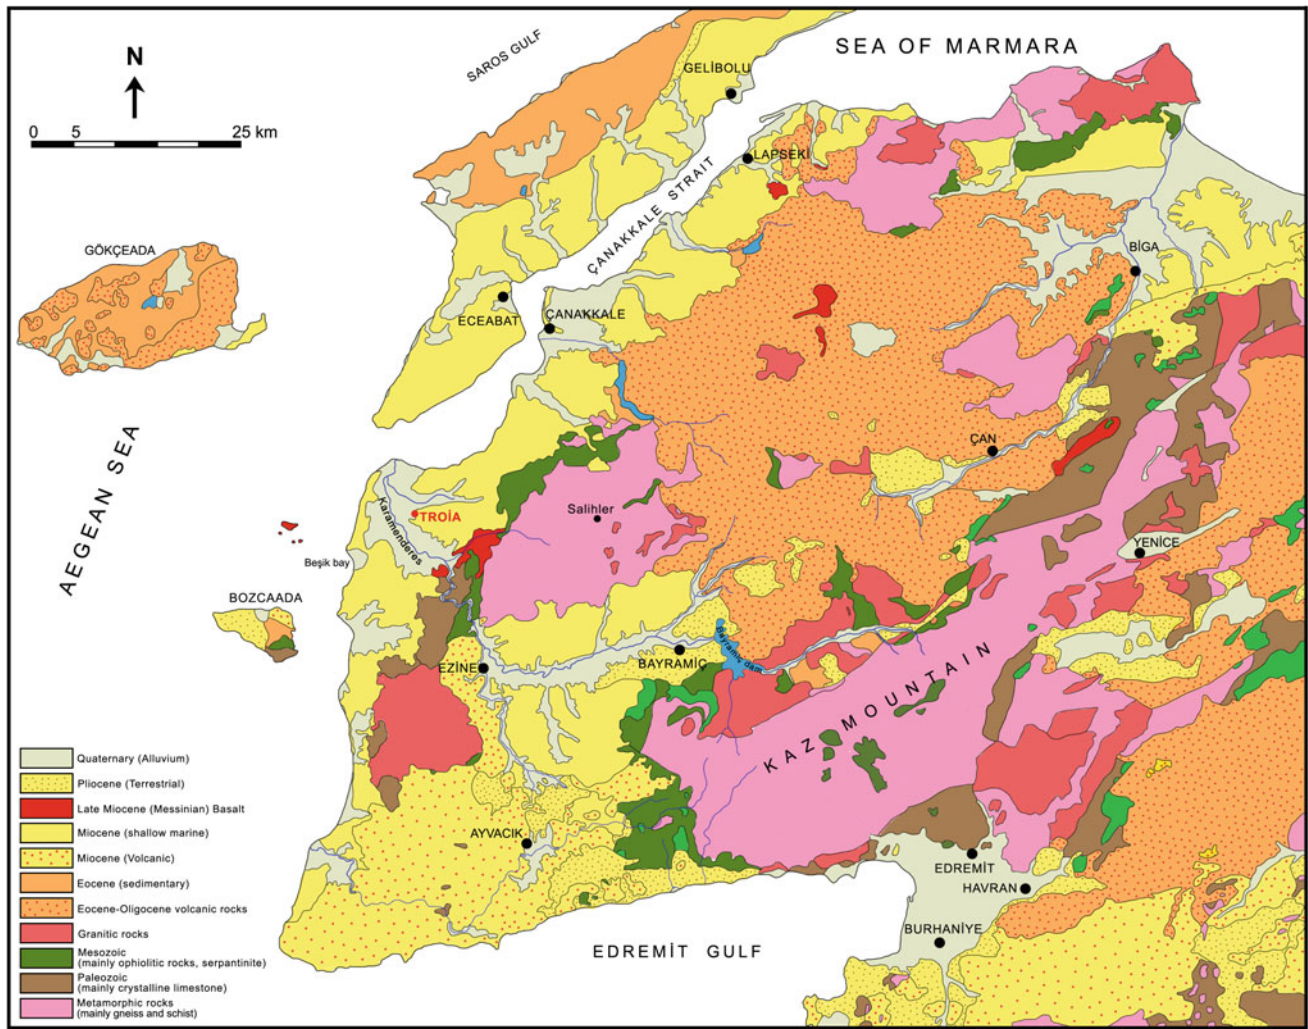 SEA OF MARMARA
SAROS GULF
GELİBOLU
N
0 5 25 km
LAPSEKİ
ÇANAKKALE STRAIT
GÖKÇEADA
BİGA
ECEABAT
ÇANAKKALE
AEGEAN SEA
ÇAN
Karamenderes
TROİA
Salihler
YENİCE
Beşik bay
BOZCAADA
EZİNE
BAYRAMİÇ
Bayramiç dam
KAZ MOUNTAIN
Quaternary (Alluvium)
Pliocene (Terrestrial)
Late Miocene (Messinian) Basalt
Miocene (shallow marine)
Miocene (Volcanic)
Eocene (sedimentary)
Eocene-Oligocene volcanic rocks
Granitic rocks
Mesozoic
(mainly ophiolitic rocks, serpantinite)
Paleozoic
(mainly crystalline limestone)
Metamorphic rocks
(mainly gneiss and schist)
AYVACIK
EDREMİT
HAVRAN
BURHANİYE
EDREMİT GULF